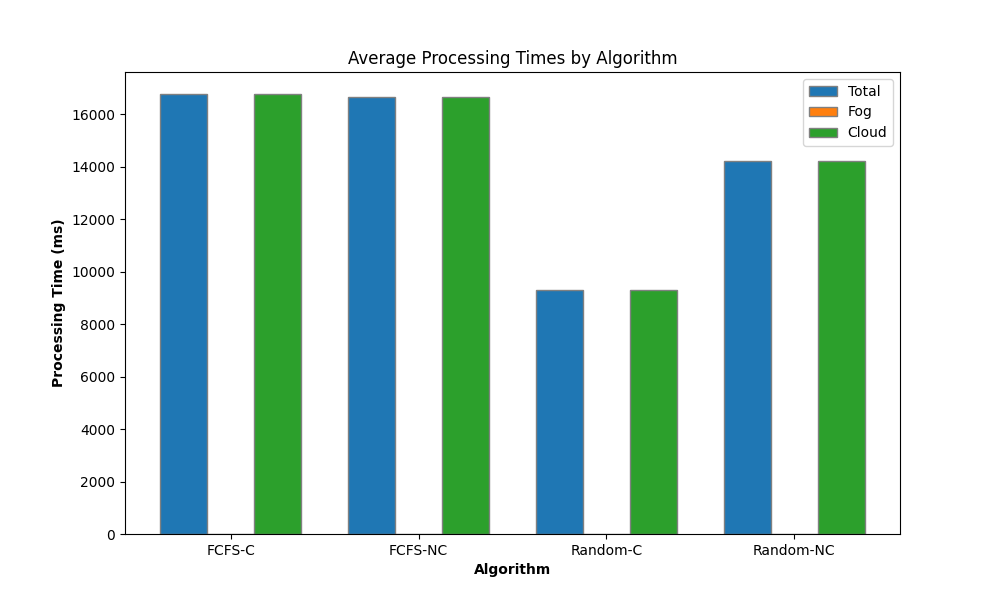 Average Processing Times by Algorithm
Total
Fog
Cloud
Processing Time (ms)
16000
14000
12000
10000
8000
6000
4000
2000
0
FCFS-C
FCFS-NC
Random-C
Random-NC
Algorithm